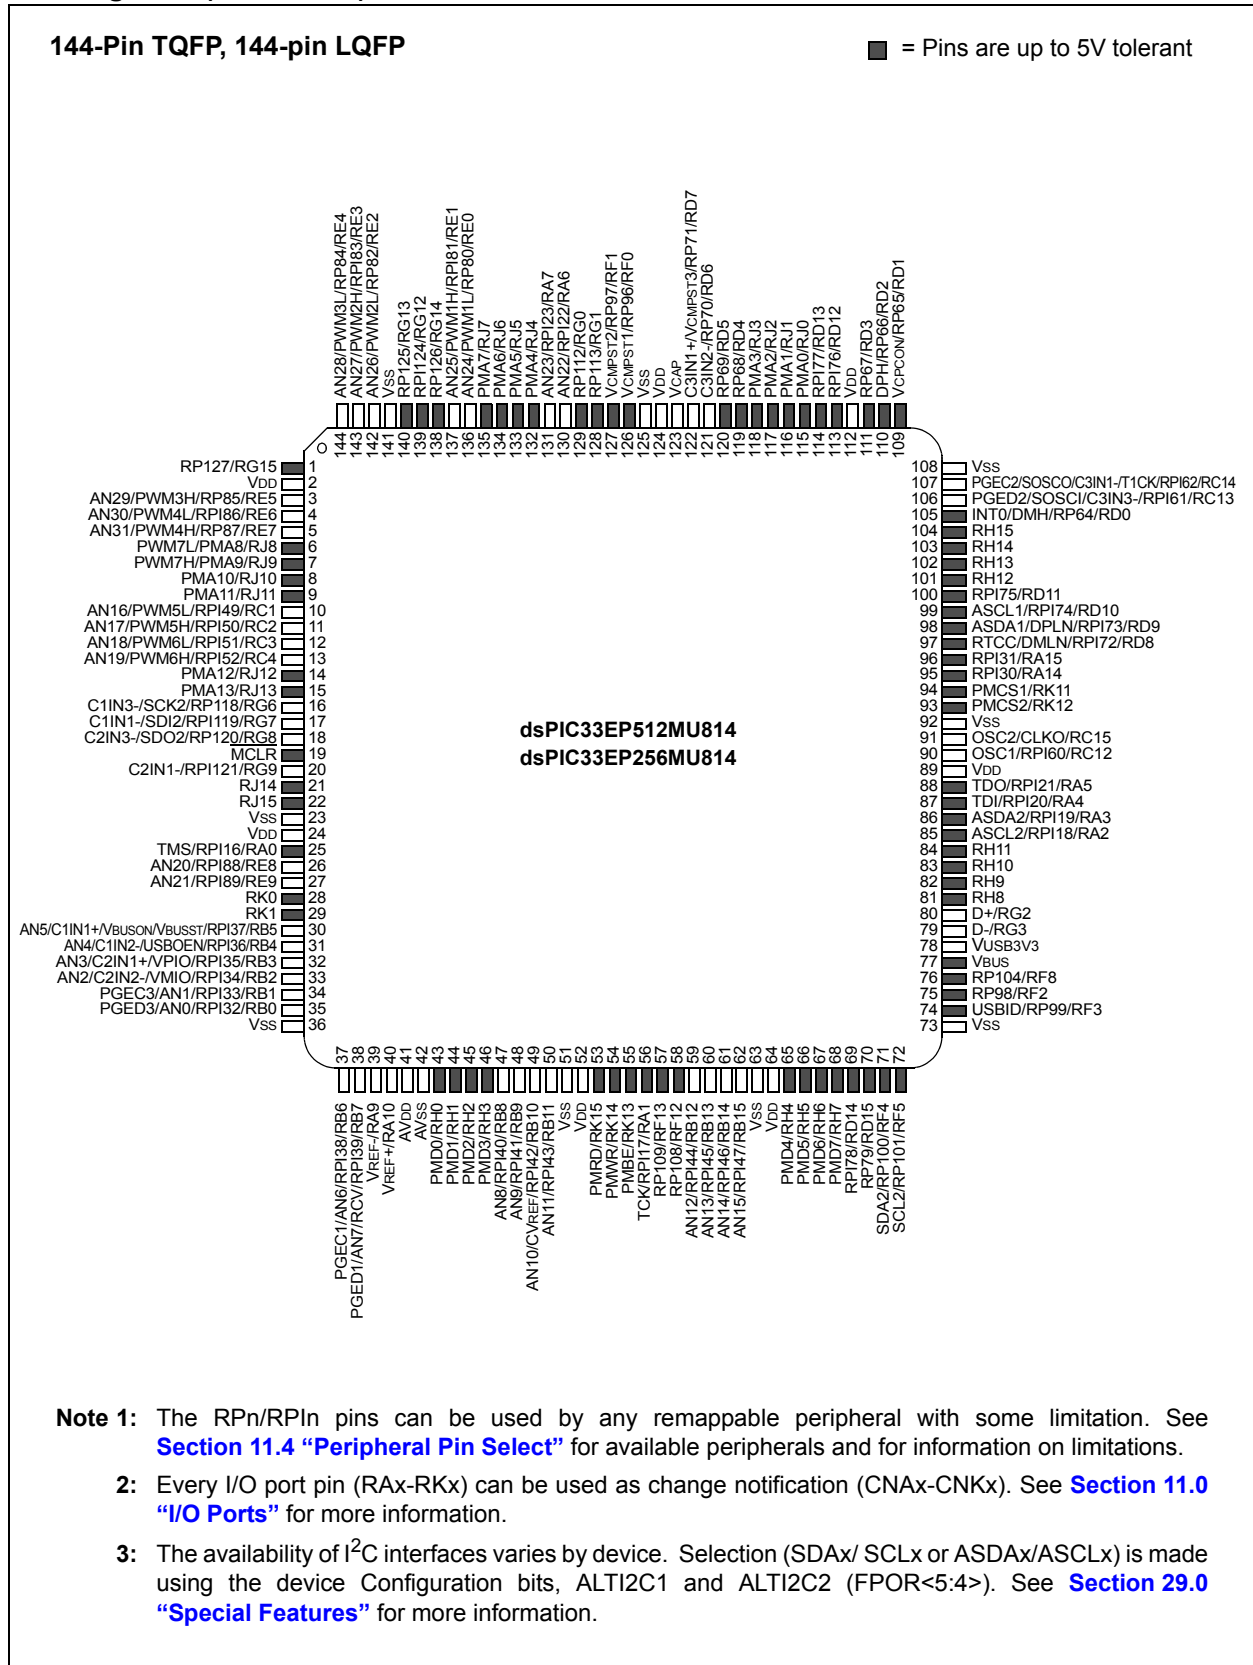 144-Pin TQFP, 144-pin LQFP
= Pins are up to 5V tolerant
AN28/PWM3L/RP84/RE4
AN27/PWM2H/RPI83/RE3
AN26/PWM2L/RP82/RE2
VSS
RP125/RG13
RPI124/RG12
RP126/RG14
AN25/PWM1H/RPI81/RE1
AN24/PWM1L/RP80/RE0
PMA7/RJ7
PMA6/RJ6
PMA5/RJ5
PMA4/RJ4
AN23/RPI23/RA7
AN22/RPI22/RA6
RP112/RG0
RP113/RG1
VCMPST2/RP97/RF1
VCMPST1/RP96/RF0
VSS
VDD
VCAP
C3IN1+/VCMPST3/RP71/RD7
C3IN2-/RP70/RD6
RP69/RD5
RP68/RD4
PMA3/RJ3
PMA2/RJ2
PMA1/RJ1
PMA0/RJ0
RPI77/RD13
RPI76/RD12
VDD
RP67/RD3
DPH/RP66/RD2
VCPCON/RP65/RD1
144 143 142 141 140 139 138 137 136 135 134 133 132 131 130 129 128 127 126 125 124 123 122 121 120 119 118 117 116 115 114 113 112 111 110 109
RP127/RG15 1
VDD 2
AN29/PWM3H/RP85/RE5 3
AN30/PWM4L/RPI86/RE6 4
AN31/PWM4H/RP87/RE7 5
PWM7L/PMA8/RJ8 6
PWM7H/PMA9/RJ9 7
PMA10/RJ10 8
PMA11/RJ11 9
AN16/PWM5L/RPI49/RC1 10
AN17/PWM5H/RPI50/RC2 11
AN18/PWM6L/RPI51/RC3 12
AN19/PWM6H/RPI52/RC4 13
PMA12/RJ12 14
PMA13/RJ13 15
C1IN3-/SCK2/RP118/RG6 16
C1IN1-/SDI2/RPI119/RG7 17
C2IN3-/SDO2/RP120/RG8 18
MCLR 19
C2IN1-/RPI121/RG9 20
RJ14 21
RJ15 22
VSS 23
VDD 24
TMS/RPI16/RA0 25
AN20/RPI88/RE8 26
AN21/RPI89/RE9 27
RK0 28
RK1 29
AN5/C1IN1+/VBUSON/VBUSST/RPI37/RB5 30
AN4/C1IN2-/USBOEN/RPI36/RB4 31
AN3/C2IN1+/VPIO/RPI35/RB3 32
AN2/C2IN2-/VMIO/RPI34/RB2 33
PGEC3/AN1/RPI33/RB1 34
PGED3/AN0/RPI32/RB0 35
VSS 36
dsPIC33EP512MU814
dsPIC33EP256MU814
108 VSS
107 PGEC2/SOSCO/C3IN1-/T1CK/RPI62/RC14
106 PGED2/SOSCI/C3IN3-/RPI61/RC13
105 INT0/DMH/RP64/RD0
104 RH15
103 RH14
102 RH13
101 RH12
100 RPI75/RD11
99 ASCL1/RPI74/RD10
98 ASDA1/DPLN/RPI73/RD9
97 RTCC/DMLN/RPI72/RD8
96 RPI31/RA15
95 RPI30/RA14
94 PMCS1/RK11
93 PMCS2/RK12
92 VSS
91 OSC2/CLKO/RC15
90 OSC1/RPI60/RC12
89 VDD
88 TDO/RPI21/RA5
87 TDI/RPI20/RA4
86 ASDA2/RPI19/RA3
85 ASCL2/RPI18/RA2
84 RH11
83 RH10
82 RH9
81 RH8
80 D+/RG2
79 D-/RG3
78 VUSB3V3
77 VBUS
76 RP104/RF8
75 RP98/RF2
74 USBID/RP99/RF3
73 VSS
37 38 39 40 41 42 43 44 45 46 47 48 49 50 51 52 53 54 55 56 57 58 59 60 61 62 63 64 65 66 67 68 69 70 71 72
PGEC1/AN6/RPI38/RB6
PGED1/AN7/RCV/RPI39/RB7
VREF-/RA9
VREF+/RA10
AVDD
AVSS
PMD0/RH0
PMD1/RH1
PMD2/RH2
PMD3/RH3
AN8/RPI40/RB8
AN9/RPI41/RB9
AN10/CVREF/RPI42/RB10
AN11/RPI43/RB11
VSS
VDD
PMRD/RK15
PMWR/RK14
PMBE/RK13
TCK/RPI17/RA1
RP109/RF13
RP108/RF12
AN12/RPI44/RB12
AN13/RPI45/RB13
AN14/RPI46/RB14
AN15/RPI47/RB15
VSS
VDD
PMD4/RH4
PMD5/RH5
PMD6/RH6
PMD7/RH7
RPI78/RD14
RP79/RD15
SDA2/RP100/RF4
SCL2/RP101/RF5
Note 1: The RPn/RPIn pins can be used by any remappable peripheral with some limitation. See
Section 11.4 “Peripheral Pin Select” for available peripherals and for information on limitations.
2: Every I/O port pin (RAx-RKx) can be used as change notification (CNAx-CNKx). See Section 11.0
“I/O Ports” for more information.
3: The availability of I2C interfaces varies by device. Selection (SDAx/ SCLx or ASDAx/ASCLx) is made
using the device Configuration bits, ALTI2C1 and ALTI2C2 (FPOR<5:4>). See Section 29.0
“Special Features” for more information.